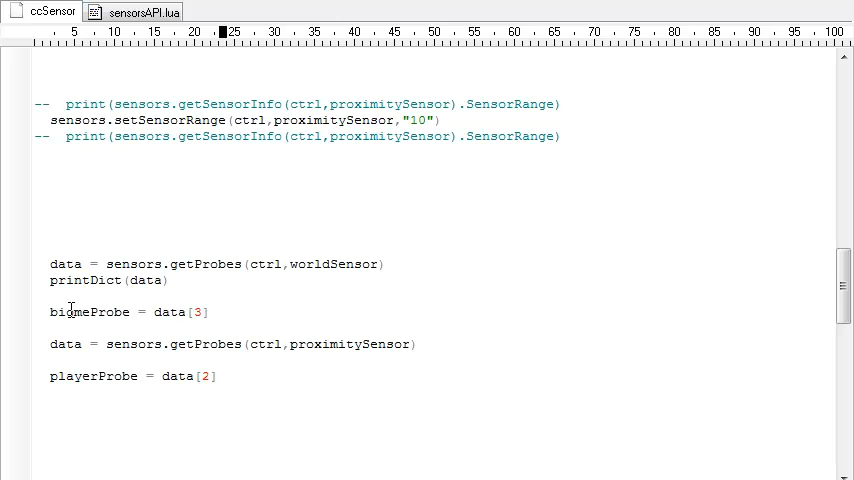 ccSensor sensorsAPI.lua
5 10 15 20 25 30 35 40 45 50 55 60 65 70 75 80 85 90 95 100
--  print(sensors.getSensorInfo(ctrl,proximitySensor).SensorRange)
sensors.setSensorRange(ctrl,proximitySensor,"10")
--  print(sensors.getSensorInfo(ctrl,proximitySensor).SensorRange)
data = sensors.getProbes(ctrl,worldSensor)
printDict(data)
biomeProbe = data[3]
data = sensors.getProbes(ctrl,proximitySensor)
playerProbe = data[2]